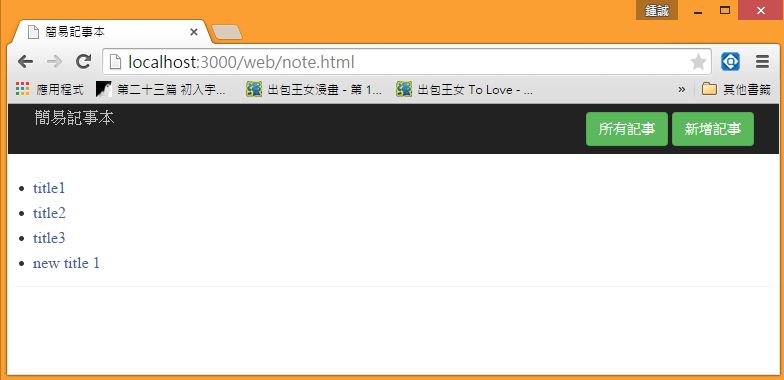 鍾誠
簡易記事本
localhost:3000/web/note.html
應用程式 第二十三篇 初入字... 出包王女漫畫 - 第 1... 出包王女 To Love - ... » 其他書籤
簡易記事本 所有記事 新增記事
title1
title2
title3
new title 1